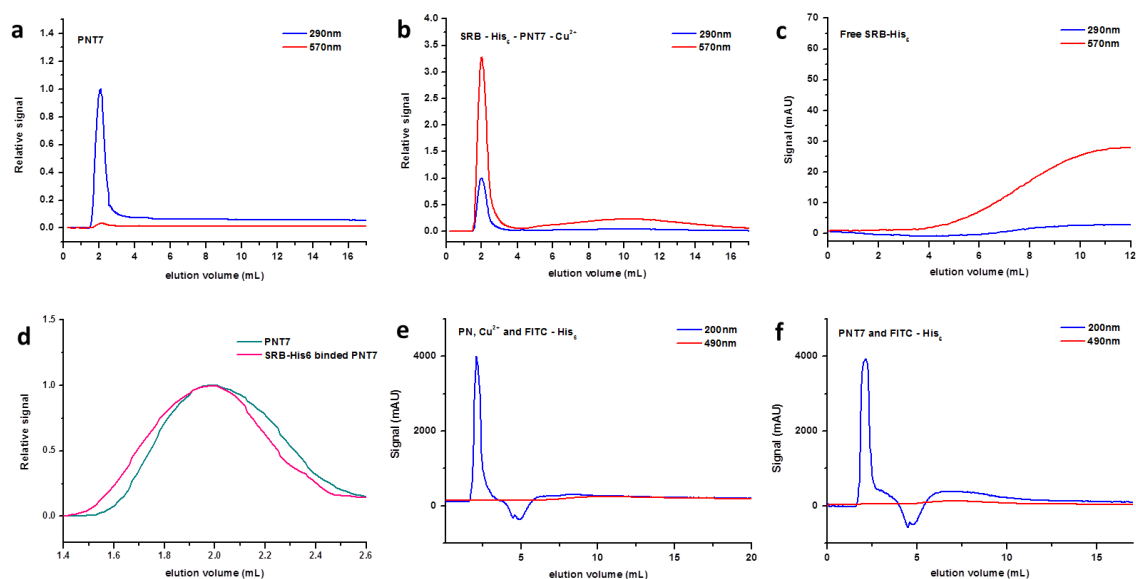 a
PNT7
290nm
570nm
1.4
1.2
1.0
0.8
0.6
0.4
0.2
0.0
Relative signal
0 2 4 6 8 10 12 14 16
elution volume (mL)
b
SRB - His6 - PNT7 - Cu2+
290nm
570nm
4.0
3.5
3.0
2.5
2.0
1.5
1.0
0.5
0.0
Relative signal
0 2 4 6 8 10 12 14 16
elution volume (mL)
c
Free SRB-His6
290nm
570nm
70
60
50
40
30
20
10
0
Signal (mAU)
0 2 4 6 8 10 12
elution volume (mL)
d
PNT7
SRB-His6 binded PNT7
1.5
1.0
0.5
0.0
Relative signal
1.4 1.6 1.8 2.0 2.2 2.4 2.6
elution volume (mL)
e
PN, Cu2+ and FITC - His6
200nm
490nm
4000
2000
0
Signal (mAU)
5 10 15 20
elution volume (mL)
f
PNT7 and FITC - His6
200nm
490nm
4000
2000
0
Signal (mAU)
0 5 10 15
elution volume (mL)